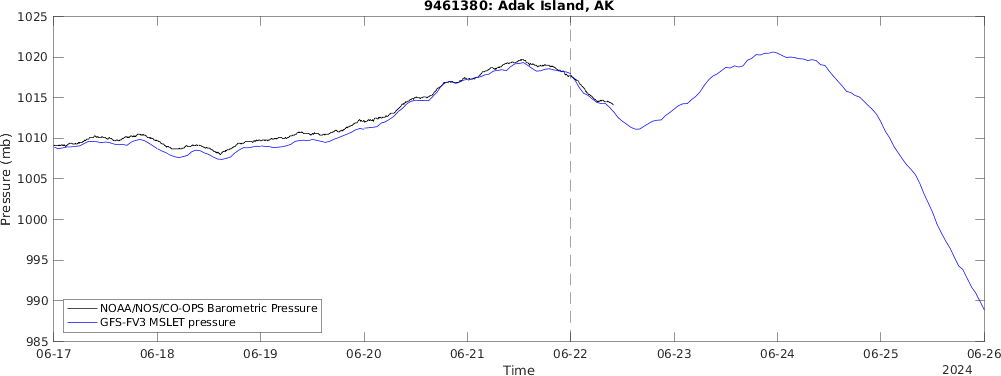 9461380: Adak Island, AK
Pressure (mb)
1025
1020
1015
1010
1005
1000
995
990
985
NOAA/NOS/CO-OPS Barometric Pressure
GFS-FV3 MSLET pressure
06-17 06-18 06-19 06-20 06-21 06-22 06-23 06-24 06-25 06-26
Time
2024